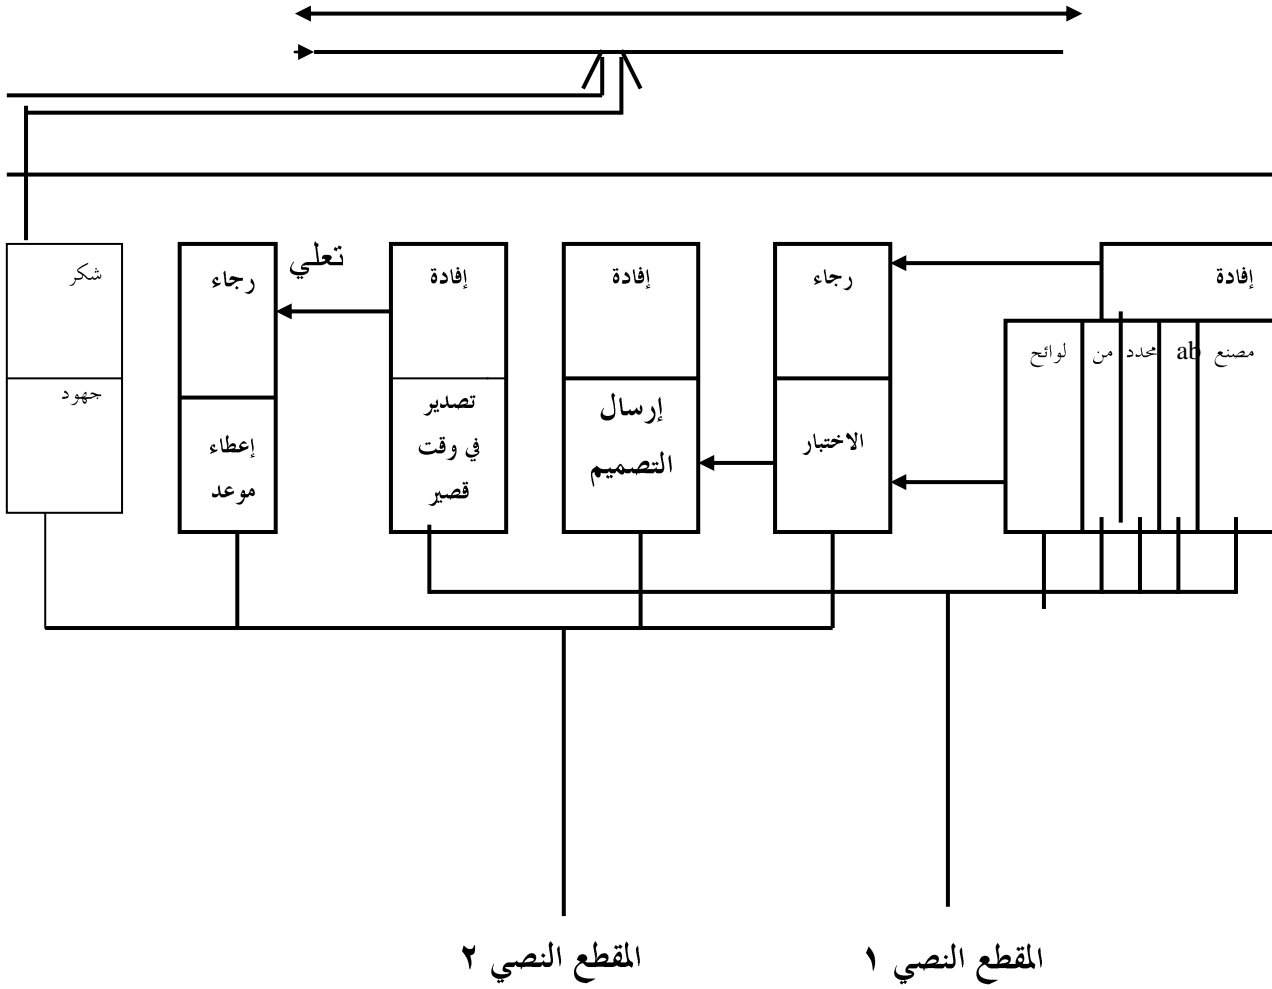 تعلي
إفادة
رجاء
إفادة
إفادة
رجاء
شكر
مصنع
ab
محدد
من
لوائح
الاختبار
إرسال
التصميم
تصدير
في وقت
قصير
إعطاء
موعد
جهود
المقطع النصي ١
المقطع النصي ٢